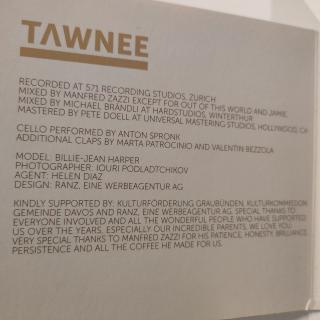 TAWNEE
RECORDED AT 571 RECORDING STUDIOS, ZURICH
MIXED BY MANFRED ZAZZI EXCEPT FOR OUT OF THIS WORLD AND JAMIE,
MIXED BY MICHAEL BRÄNDLI AT HARDSTUDIOS, WINTERTHUR
MASTERED BY PETE DOELL AT UNIVERSAL MASTERING STUDIOS, HOLLYWOOD, CA
CELLO PERFORMED BY ANTON SPRONK
ADDITIONAL CLAPS BY MARTA PATROCINIO AND VALENTIN BEZZOLA
MODEL: BILLIE-JEAN HARPER
PHOTOGRAPHER: IOURI PODLADTCHIKOV
AGENT: HELEN DIAZ
DESIGN: RANZ, EINE WERBEAGENTUR AG
KINDLY SUPPORTED BY: KULTURFÖRDERUNG GRAUBÜNDEN, KULTURKOMMISSION
GEMEINDE DAVOS AND RANZ, EINE WERBEAGENTUR AG. SPECIAL THANKS TO
EVERYONE INVOLVED AND ALL THE WONDERFUL PEOPLE WHO HAVE SUPPORTED
US OVER THE YEARS, ESPECIALLY OUR INCREDIBLE PARENTS, WE LOVE YOU.
VERY SPECIAL THANKS TO MANFRED ZAZZI FOR HIS PATIENCE, HONESTY, BRILLIANCE,
PERSISTENCE AND ALL THE COFFEE HE MADE FOR US.